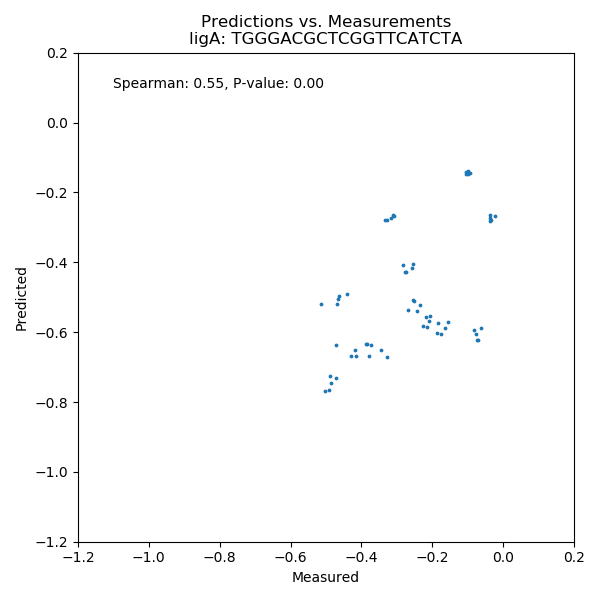 Predictions vs. Measurements
ligA: TGGGACGCTCGGTTCATCTA
Spearman: 0.55, P-value: 0.00
0.2
0.0
−0.2
−0.4
−0.6
−0.8
−1.0
−1.2
Predicted
−1.2 −1.0 −0.8 −0.6 −0.4 −0.2 0.0 0.2
Measured